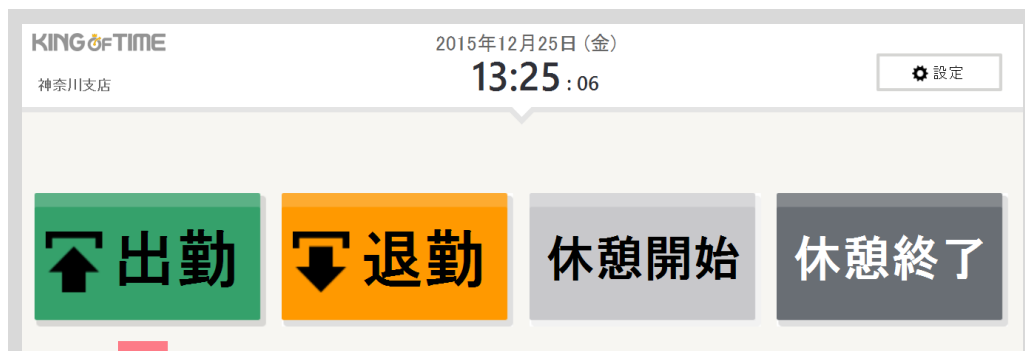 KING OF TIME
2015年12月25日 (金)
13:25 : 06
神奈川支店
設定
出勤
退勤
休憩開始
休憩終了